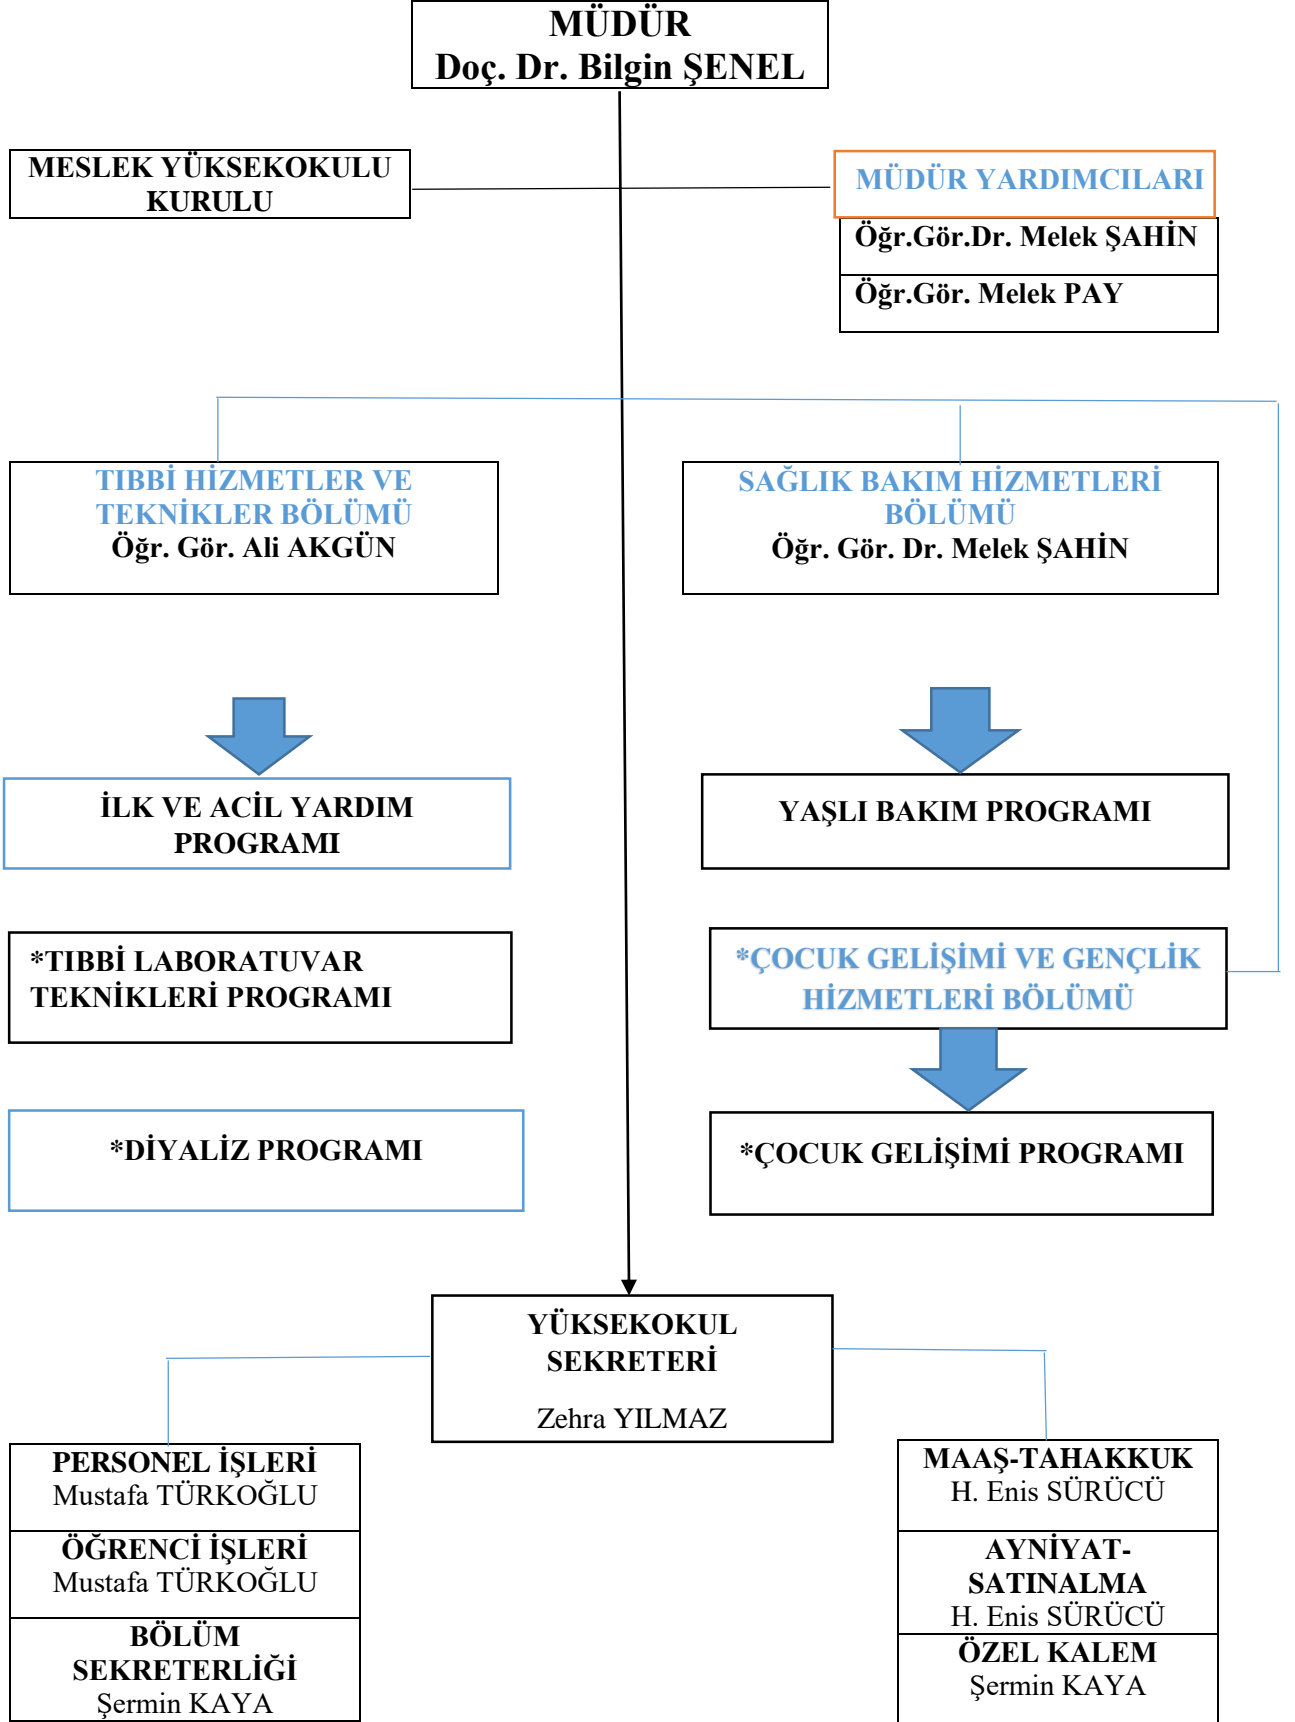 MÜDÜR
Doç. Dr. Bilgin ŞENEL
MESLEK YÜKSEKOKULU
KURULU
MÜDÜR YARDIMCILARI
Öğr.Gör.Dr. Melek ŞAHİN
Öğr.Gör. Melek PAY
TIBBİ HİZMETLER VE
TEKNİKLER BÖLÜMÜ
Öğr. Gör. Ali AKGÜN
SAĞLIK BAKIM HİZMETLERİ
BÖLÜMÜ
Öğr. Gör. Dr. Melek ŞAHİN
İLK VE ACİL YARDIM
PROGRAMI
YAŞLI BAKIM PROGRAMI
*TIBBİ LABORATUVAR
TEKNİKLERİ PROGRAMI
*ÇOCUK GELİŞİMİ VE GENÇLİK
HİZMETLERİ BÖLÜMÜ
*DİYALİZ PROGRAMI
*ÇOCUK GELİŞİMİ PROGRAMI
YÜKSEKOKUL
SEKRETERİ
Zehra YILMAZ
PERSONEL İŞLERİ
Mustafa TÜRKOĞLU
ÖĞRENCİ İŞLERİ
Mustafa TÜRKOĞLU
BÖLÜM
SEKRETERLİĞİ
Şermin KAYA
MAAŞ-TAHAKKUK
H. Enis SÜRÜCÜ
AYNİYAT-
SATINALMA
H. Enis SÜRÜCÜ
ÖZEL KALEM
Şermin KAYA